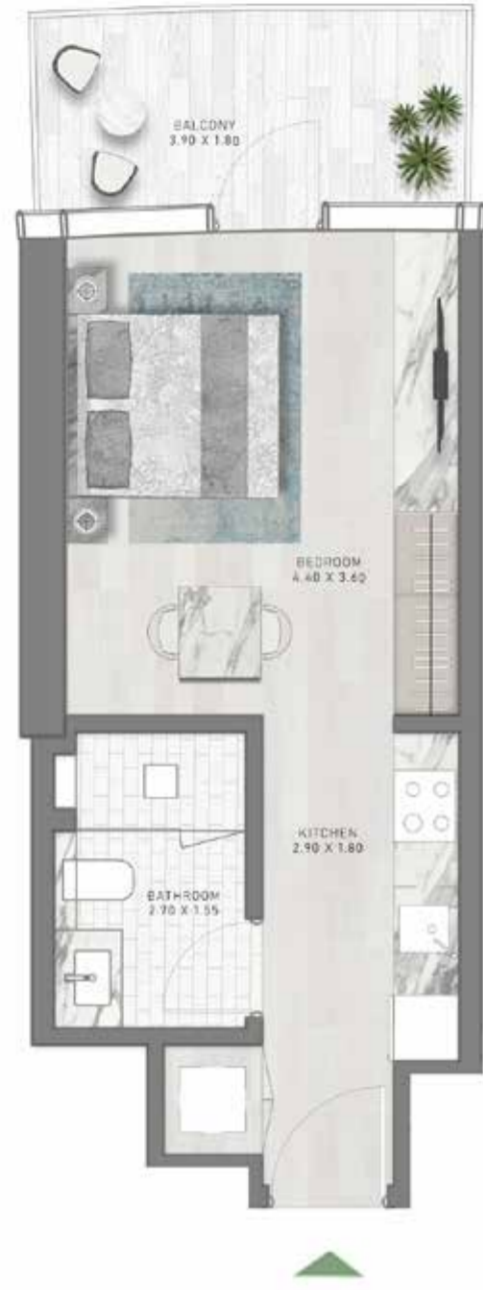 BALCONY
3.90 X 1.80
BEDROOM
4.40 X 3.60
KITCHEN
2.90 X 1.80
BATHROOM
2.70 X 1.55